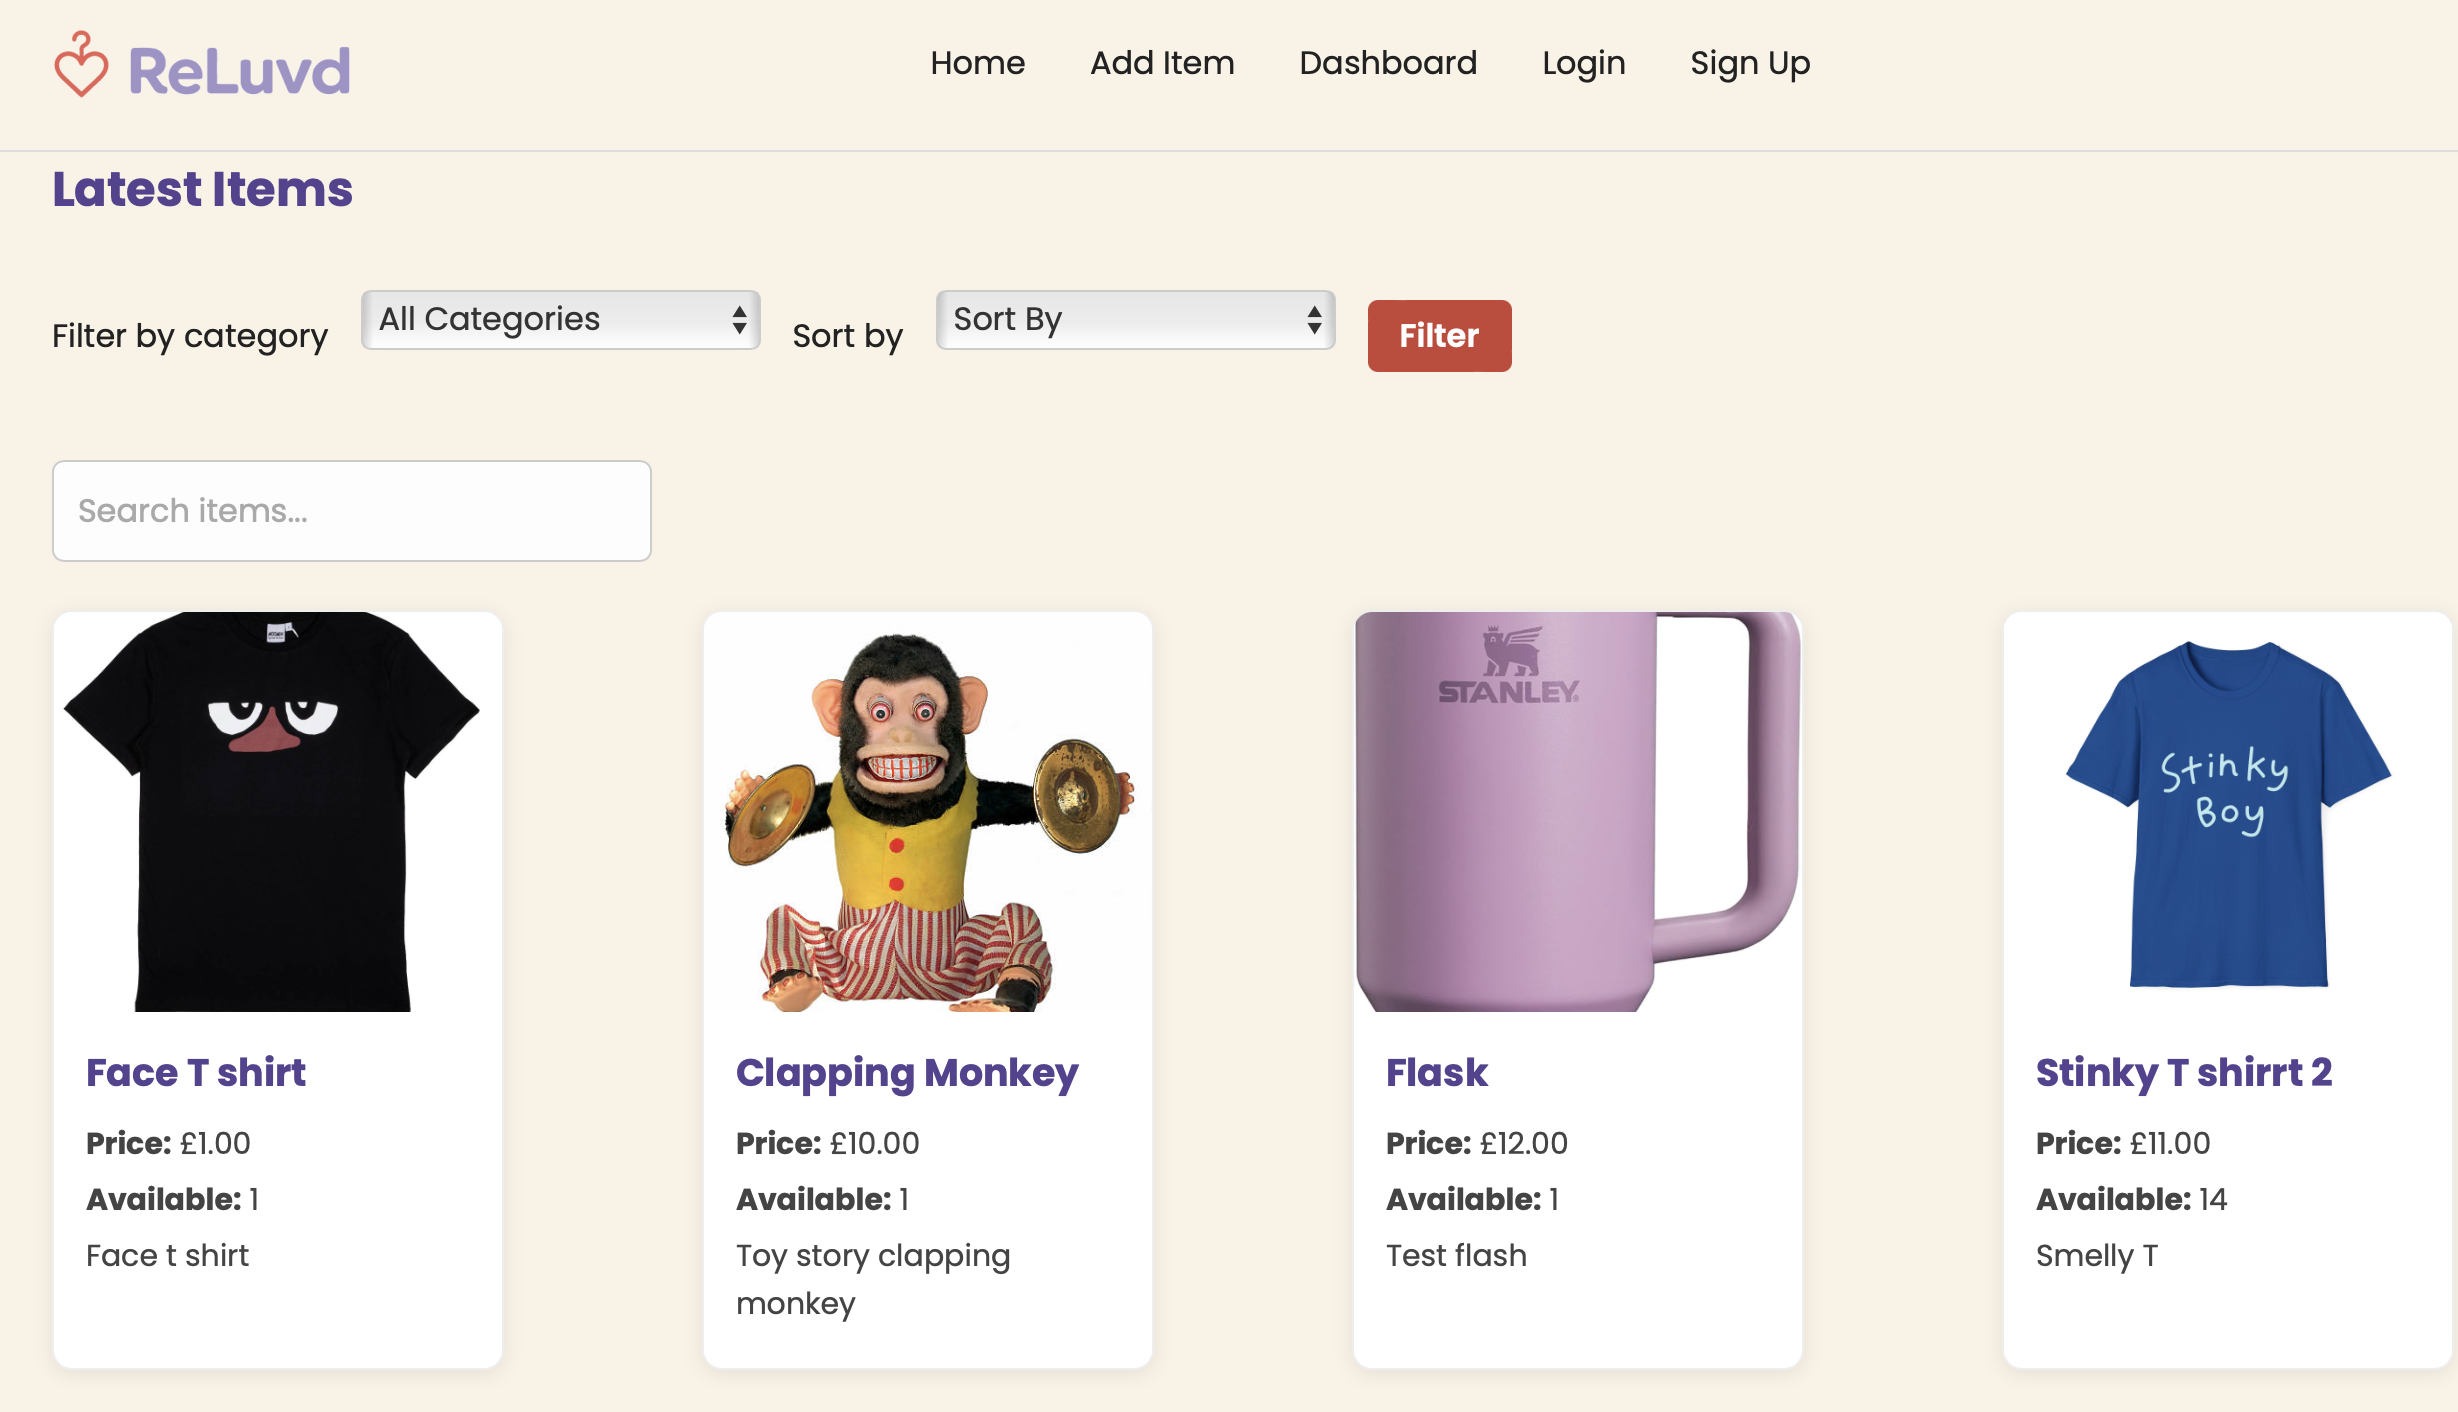 ReLuvd
Home Add Item Dashboard Login Sign Up
Latest Items
Filter by category All Categories Sort by Sort By Filter
Search items...
STANLEY
Stinky
Boy
Face T shirt
Price: £1.00
Available: 1
Face t shirt
Clapping Monkey
Price: £10.00
Available: 1
Toy story clapping
monkey
Flask
Price: £12.00
Available: 1
Test flash
Stinky T shirrt 2
Price: £11.00
Available: 14
Smelly T